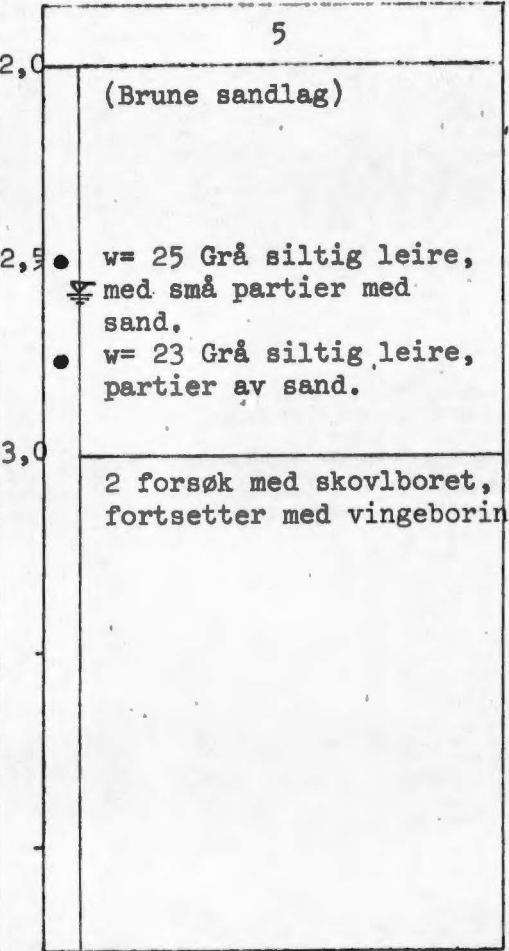 5
2,0
(Brune sandlag)
2,5 w= 25 Grå siltig leire,
med små partier med
sand.
w= 23 Grå siltig leire,
partier av sand.
3,0
2 forsøk med skovlboret,
fortsetter med vingeborin